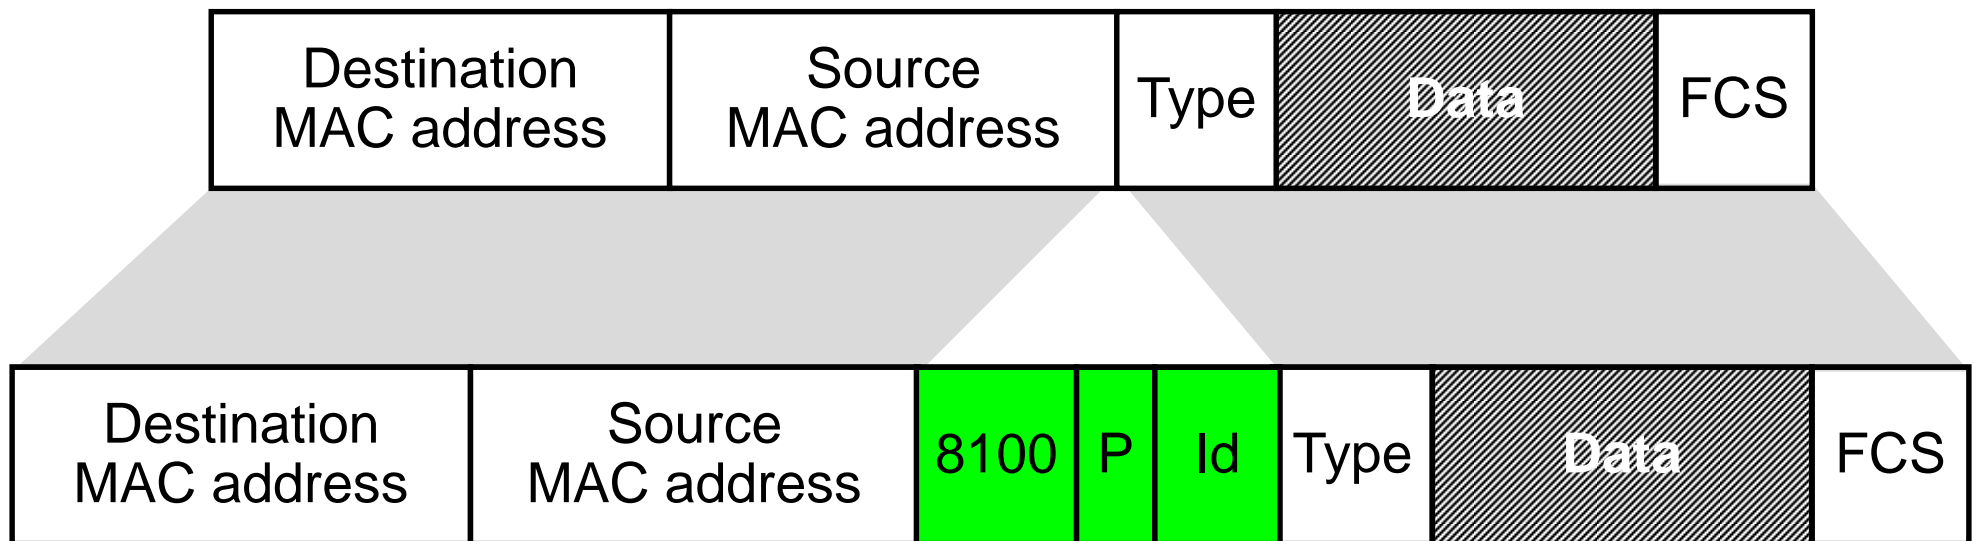 Destination
MAC address
Source
MAC address
Type
Data
FCS
Destination
MAC address
Source
MAC address
8100
P
Id
Type
Data
FCS